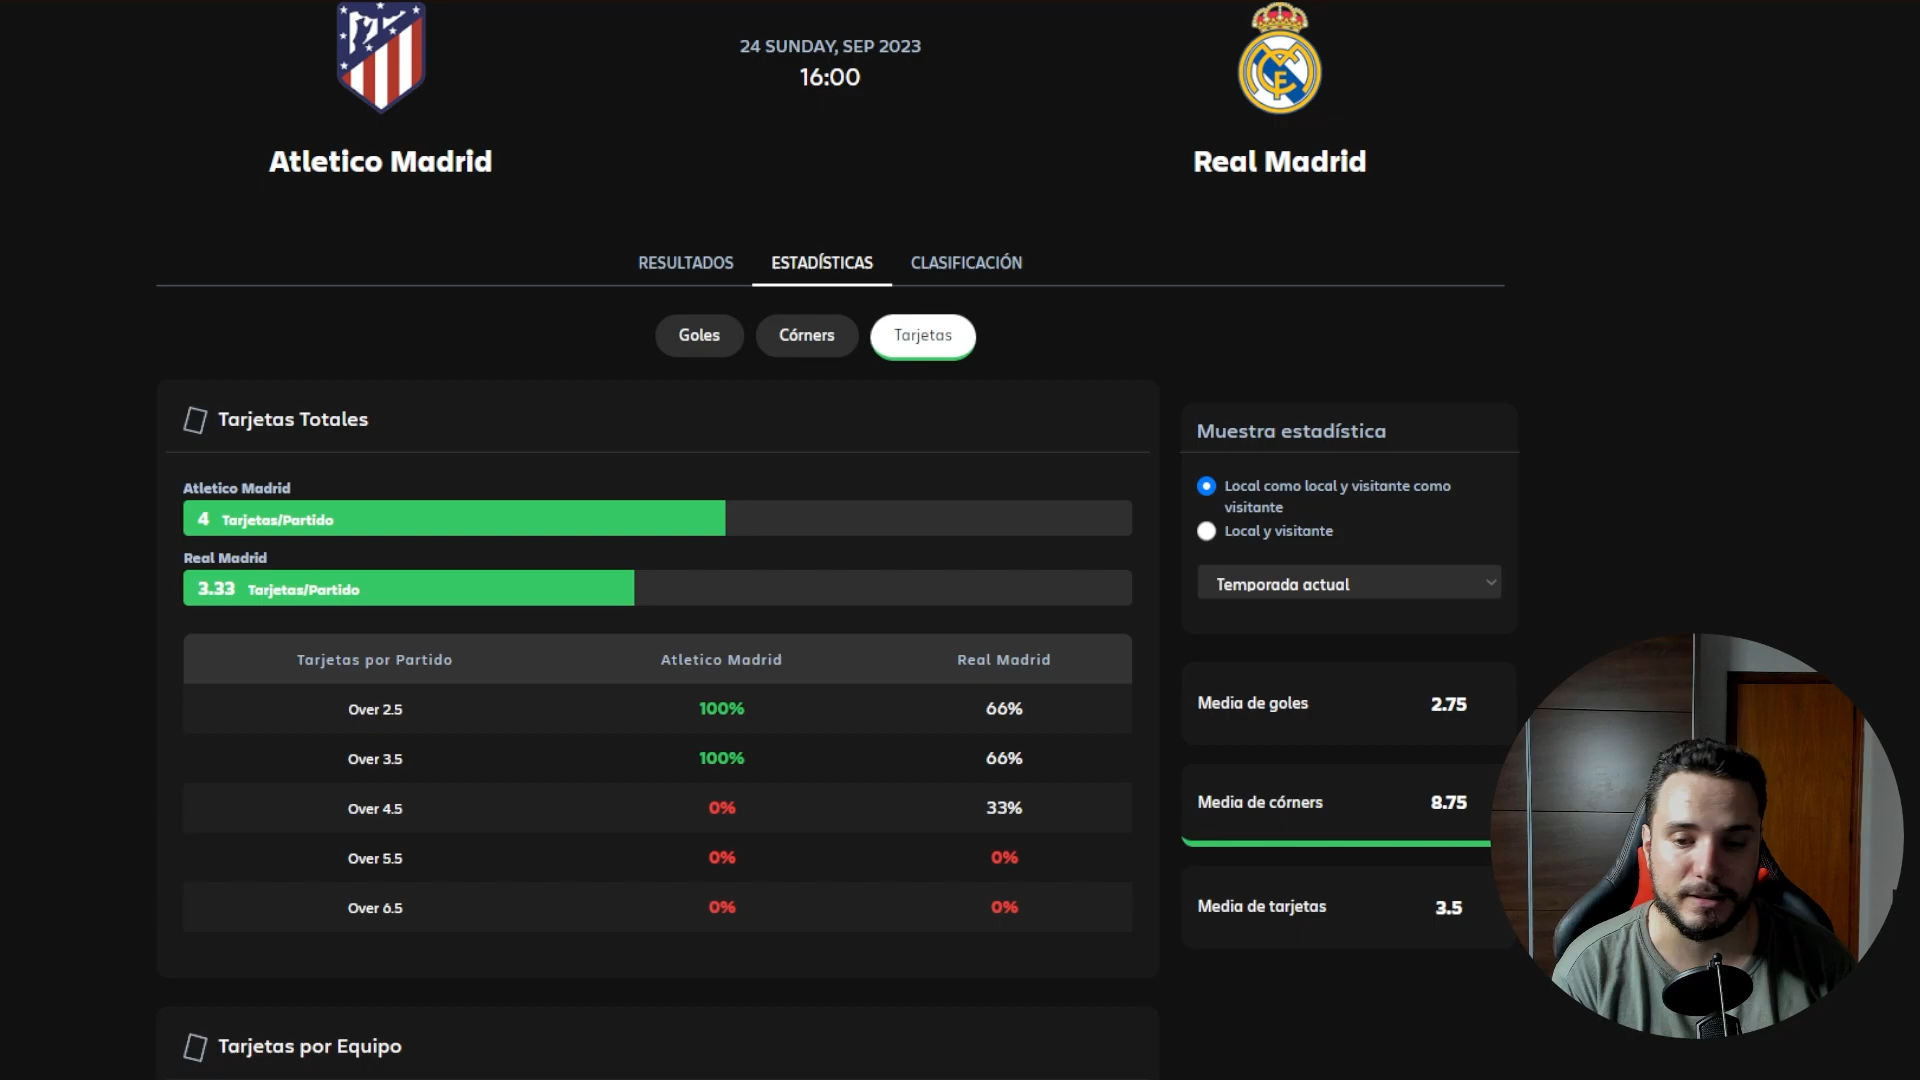 24 SUNDAY, SEP 2023
16:00
Atletico Madrid
Real Madrid
RESULTADOS
ESTADÍSTICAS
CLASIFICACIÓN
Goles
Córners
Tarjetas
Tarjetas Totales
Atletico Madrid
4 Tarjetas/Partido
Real Madrid
3.33 Tarjetas/Partido
Tarjetas por Partido Atletico Madrid Real Madrid
Over 2.5 100% 66%
Over 3.5 100% 66%
Over 4.5 0% 33%
Over 5.5 0% 0%
Over 6.5 0% 0%
Tarjetas por Equipo
Muestra estadística
Local como local y visitante como
visitante
Local y visitante
Temporada actual
Media de goles 2.75
Media de córners 8.75
Media de tarjetas 3.5